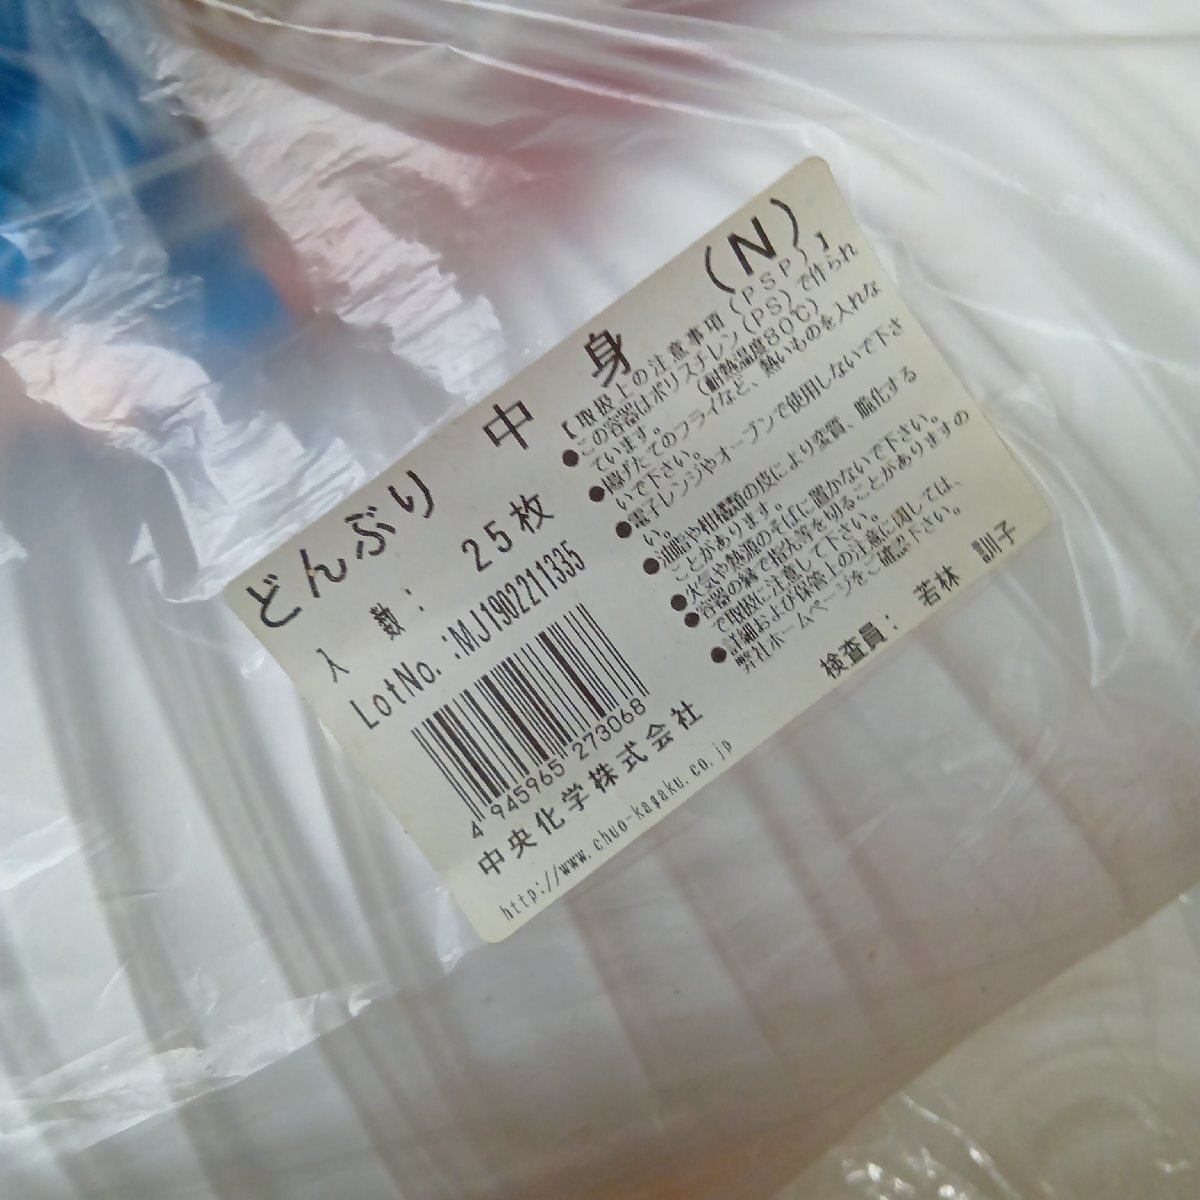 どんぶり 中 身 (N)
入 数: 25枚
LotNo.:MJ1902211335
4 945965 273068
中央化学株式会社
http://www.chuo-kagaku.co.jp
【取扱上の注意事項(PSP)】
●この容器はポリスチレン(PS)で作られ
ています。 (耐熱温度80℃)
●揚げたてのフライなど、熱いものを入れな
いで下さい。
●電子レンジやオーブンで使用しないで下さ
い。
●油脂や柑橘類の皮により変質、脆化する
ことがあります。
●火気や熱源のそばに置かないで下さい。
●容器の縁で指先等を切ることがありますの
で取扱に注意して下さい。
●詳細および保管上の注意に関しては、
弊社ホームページをご確認下さい。
検査員: 若林 訓子